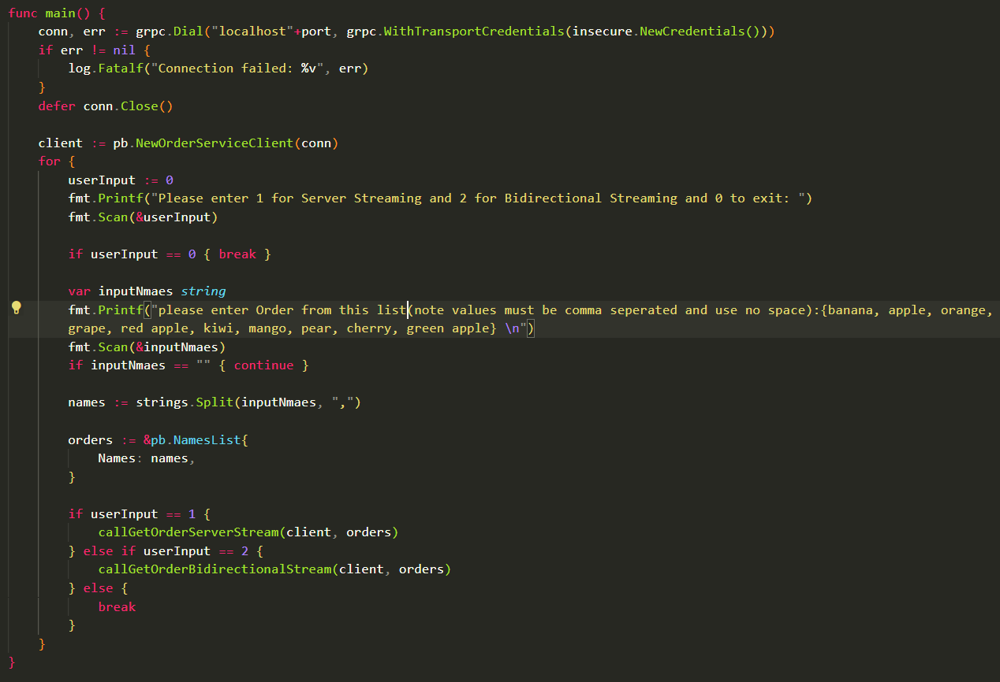 func main() {
    conn, err := grpc.Dial("localhost"+port, grpc.WithTransportCredentials(insecure.NewCredentials()))
    if err != nil {
        log.Fatalf("Connection failed: %v", err)
    }
    defer conn.Close()

    client := pb.NewOrderServiceClient(conn)
    for {
        userInput := 0
        fmt.Printf("Please enter 1 for Server Streaming and 2 for Bidirectional Streaming and 0 to exit: ")
        fmt.Scan(&userInput)

        if userInput == 0 { break }

        var inputNmaes string
        fmt.Printf("please enter Order from this list(note values must be comma seperated and use no space):{banana, apple, orange,
        grape, red apple, kiwi, mango, pear, cherry, green apple} \n")
        fmt.Scan(&inputNmaes)
        if inputNmaes == "" { continue }

        names := strings.Split(inputNmaes, ",")

        orders := &pb.NamesList{
            Names: names,
        }

        if userInput == 1 {
            callGetOrderServerStream(client, orders)
        } else if userInput == 2 {
            callGetOrderBidirectionalStream(client, orders)
        } else {
            break
        }
    }
}